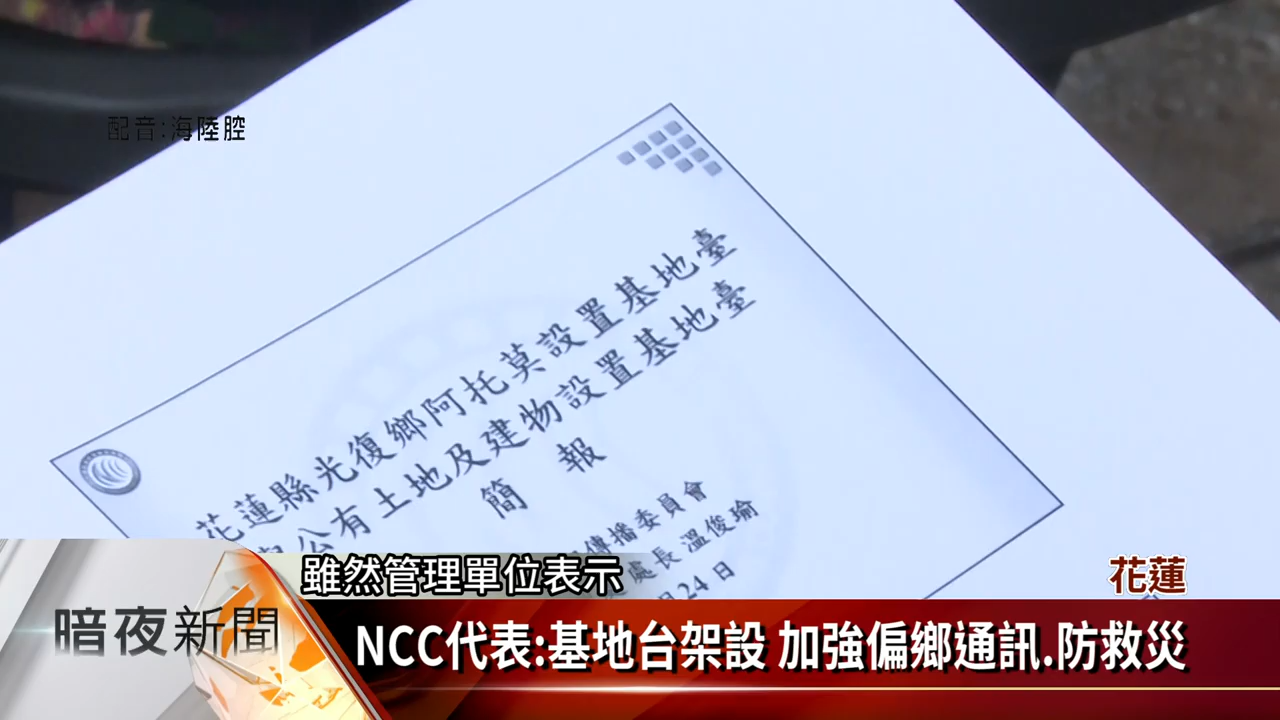 配音:海陸腔
花蓮縣光復鄉阿托莫設置基地臺
公有土地及建物設置基地臺
簡報
傳播委員會
處長 溫俊瑜
24日
雖然管理單位表示
花蓮
暗夜新聞
NCC代表:基地台架設 加強偏鄉通訊.防救災